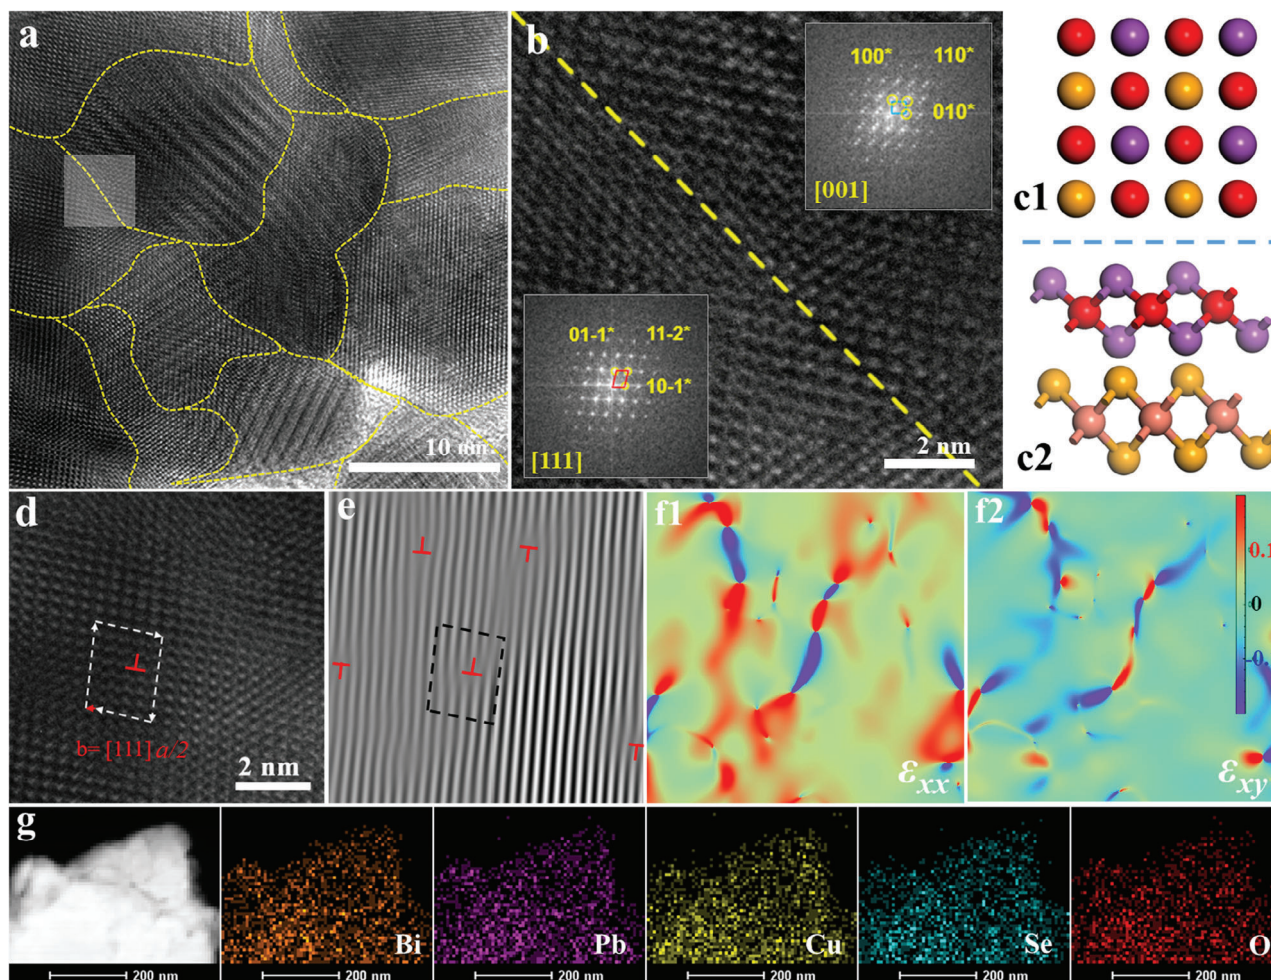 a
10 nm
b
100*
110*
010*
[001]
01-1*
11-2*
10-1*
[111]
2 nm
c1
c2
d
b= [111] a/2
2 nm
e
f1
εxx
f2
0.1
0
εxy
g
Bi
Pb
Cu
Se
O
200 nm
200 nm
200 nm
200 nm
200 nm
200 nm